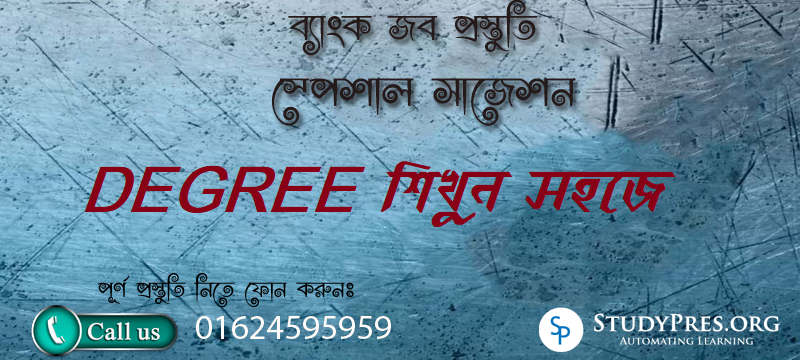 ব্যাংক জব প্রস্তুতি
স্পেশাল সাজেশন
DEGREE শিখুন সহজে
পূর্ণ প্রস্তুতি নিতে ফোন করুনঃ
Call us 01624595959
SP STUDYPRES.ORG
AUTOMATING LEARNING